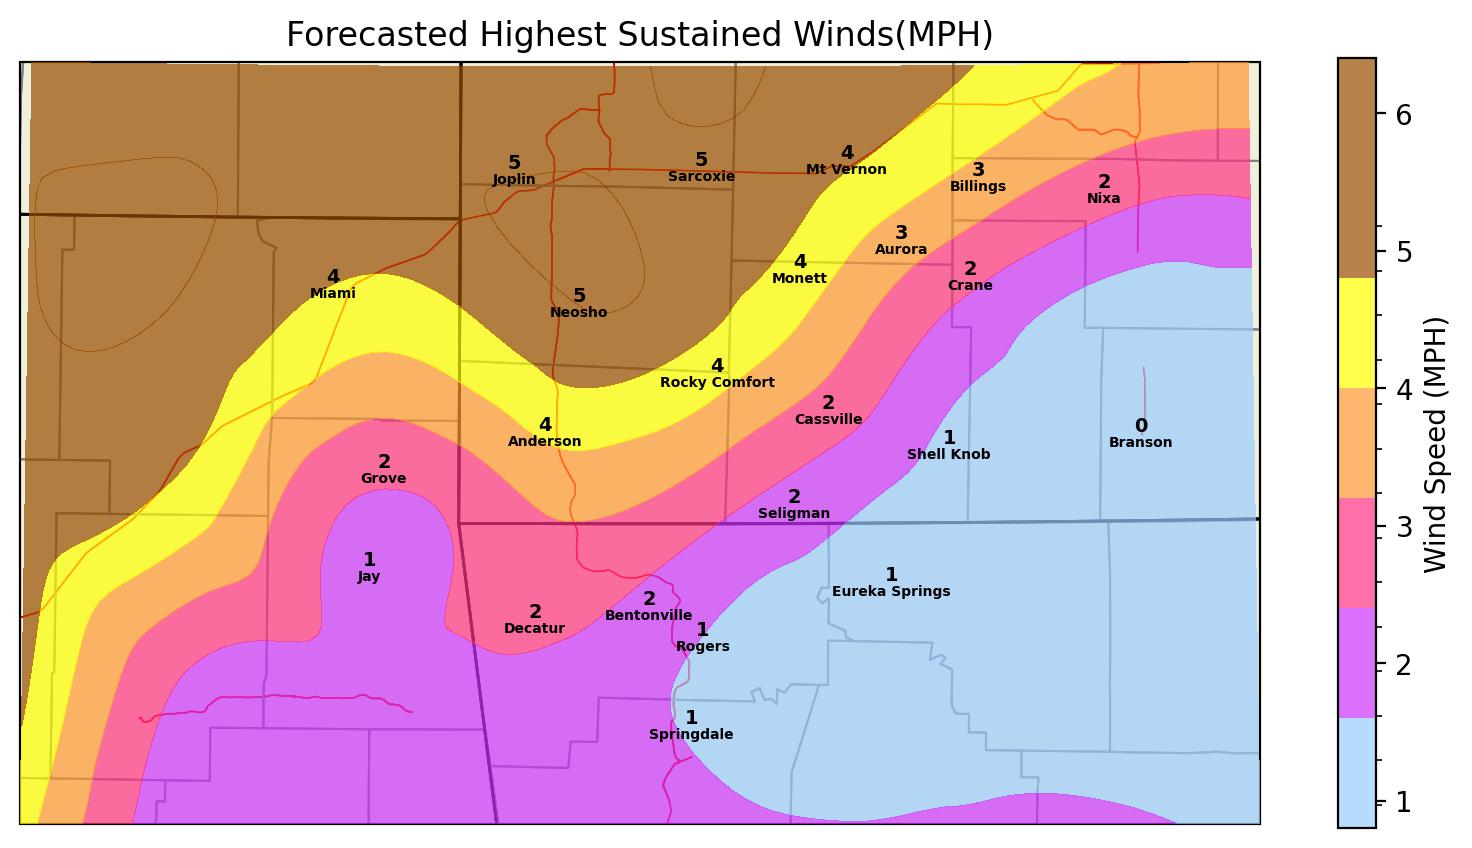 Forecasted Highest Sustained Winds(MPH)
4
Mt Vernon
5
Joplin
5
Sarcoxie
3
Billings
2
Nixa
3
Aurora
4
Monett
2
Crane
4
Miami
5
Neosho
4
Rocky Comfort
2
Cassville
4
Anderson
0
Branson
1
Shell Knob
2
Grove
2
Seligman
1
Jay
1
Eureka Springs
2
Bentonville
2
Decatur
1
Rogers
1
Springdale
6
5
4
3
2
1
Wind Speed (MPH)